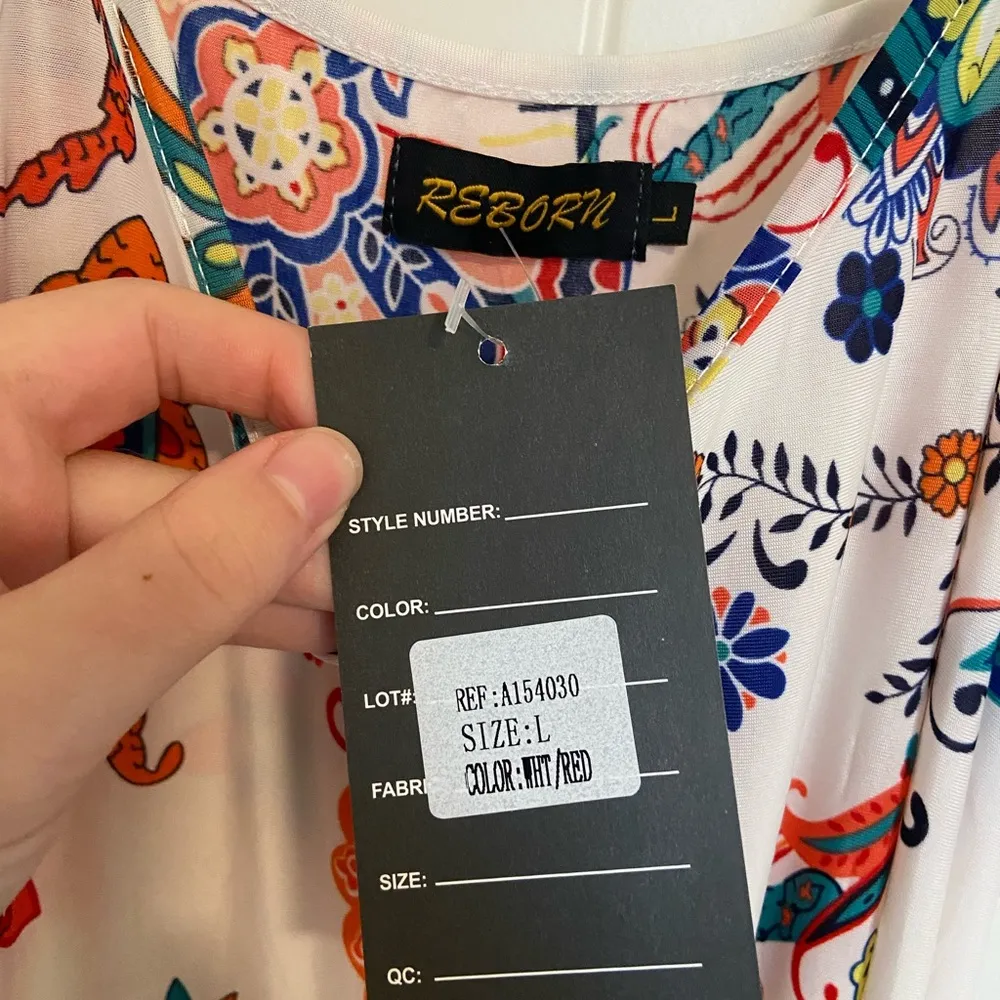 REBORN
L
STYLE NUMBER:
COLOR:
LOT#:
REF:A154030
SIZE:L
COLOR:WHT/RED
FABRI
SIZE:
QC: